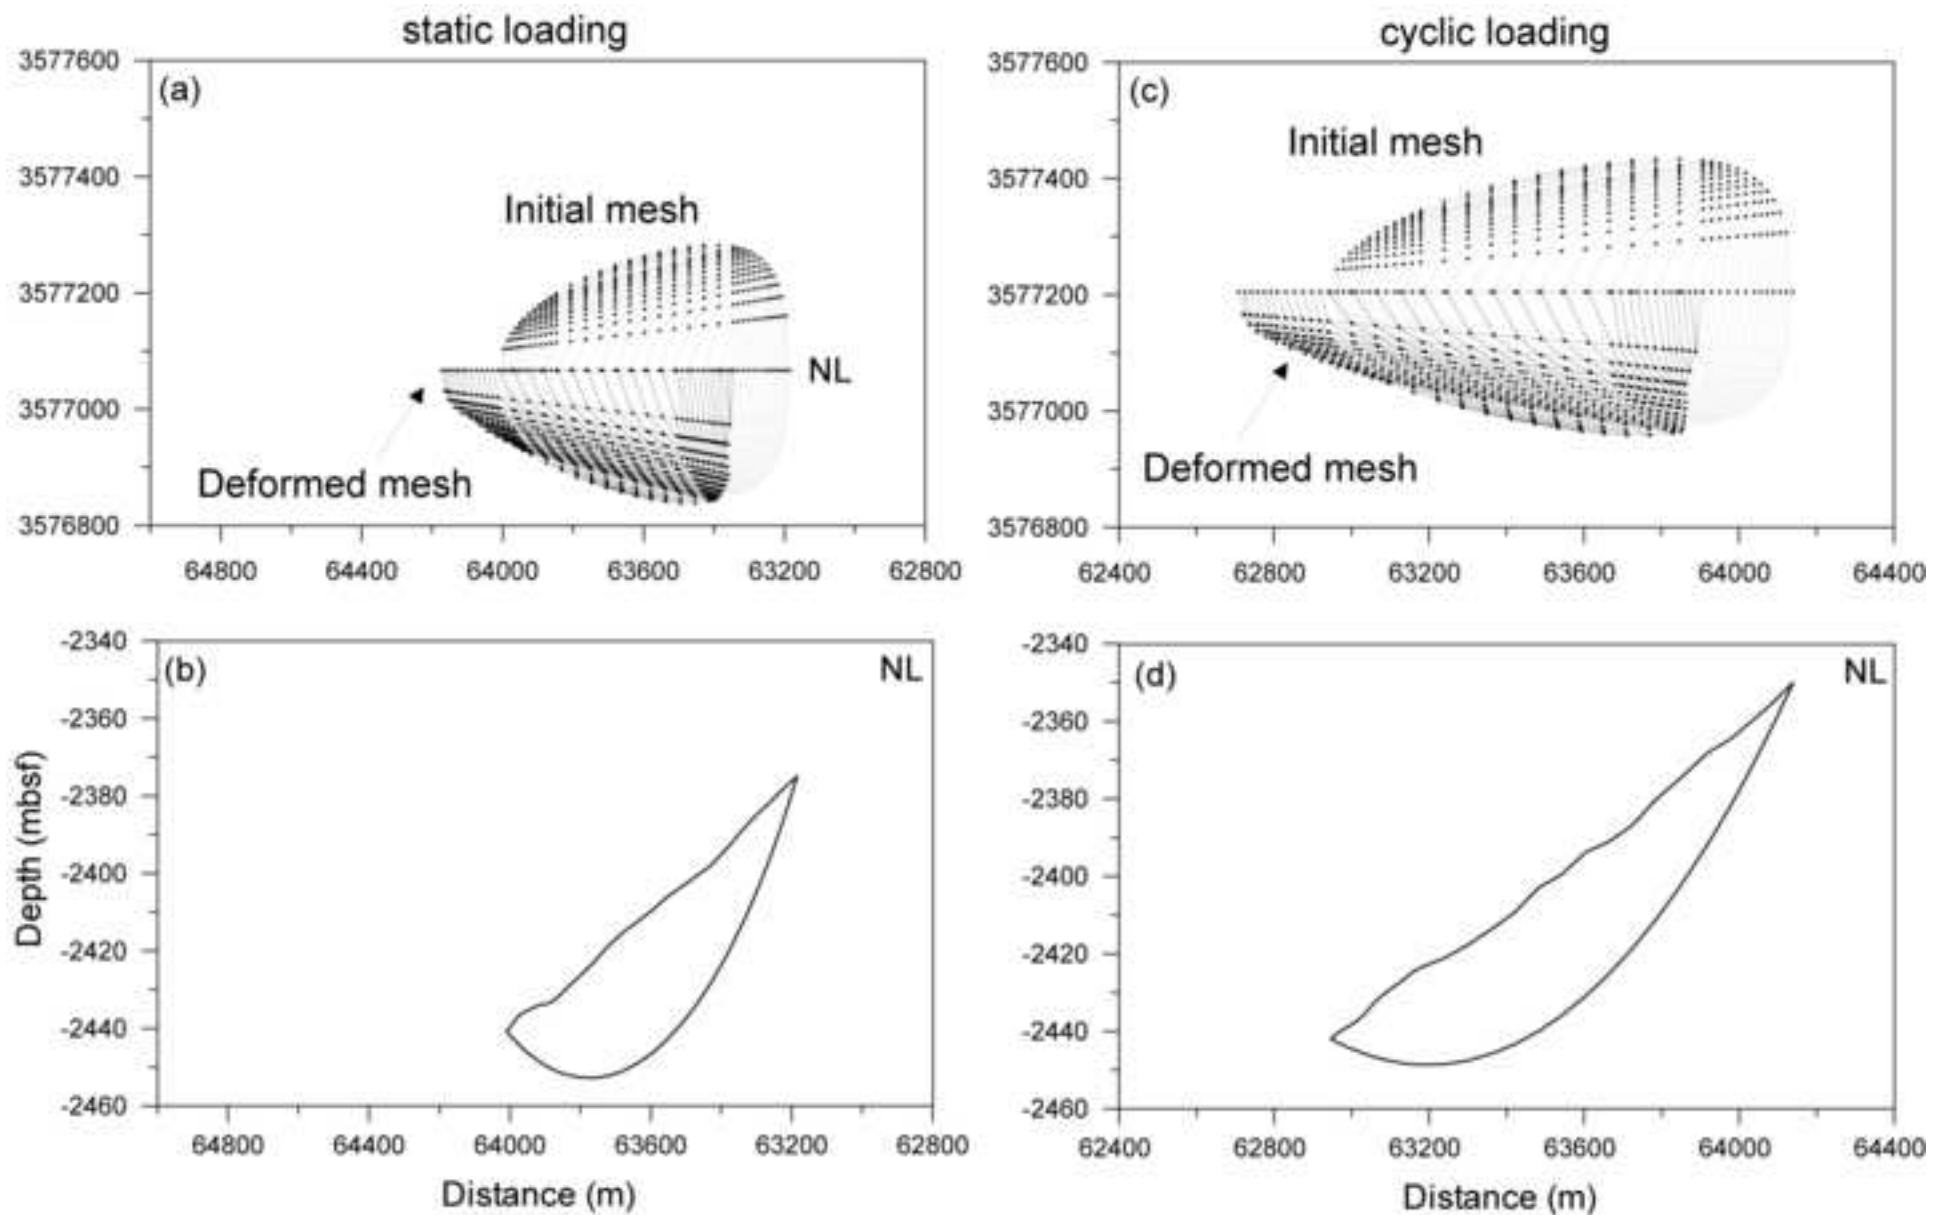 static loading
cyclic loading
3577600
3577400
3577200
3577000
3576800
(a)
Initial mesh
NL
Deformed mesh
64800 64400 64000 63600 63200 62800
3577600
3577400
3577200
3577000
3576800
(c)
Initial mesh
Deformed mesh
62400 62800 63200 63600 64000 64400
Depth (mbsf)
-2340
-2360
-2380
-2400
-2420
-2440
-2460
(b)
NL
64800 64400 64000 63600 63200 62800
Distance (m)
-2340
-2360
-2380
-2400
-2420
-2440
-2460
(d)
NL
62400 62800 63200 63600 64000 64400
Distance (m)